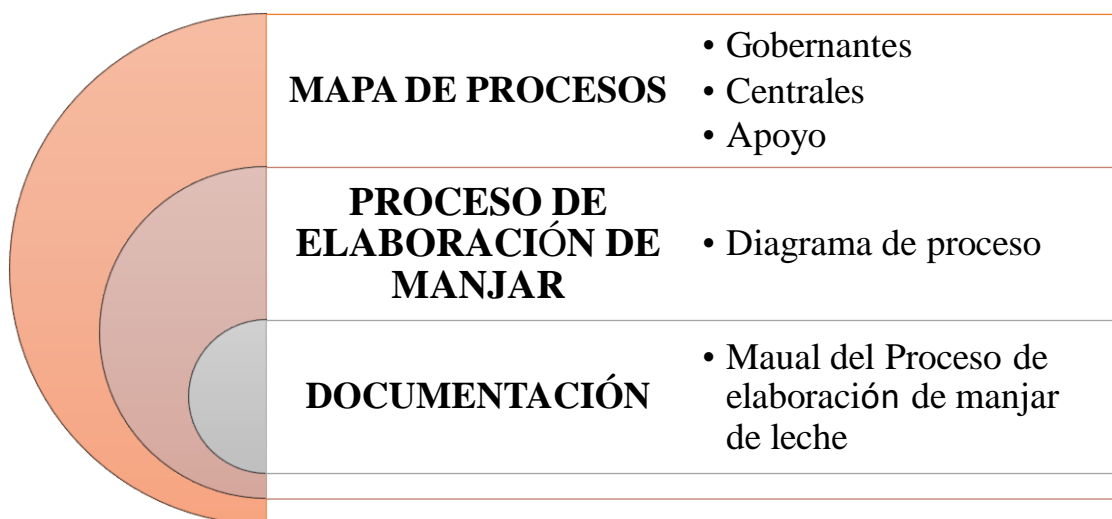 MAPA DE PROCESOS
• Gobernantes
• Centrales
• Apoyo
PROCESO DE
ELABORACIÓN DE
MANJAR
• Diagrama de proceso
DOCUMENTACIÓN
• Maual del Proceso de
elaboración de manjar
de leche